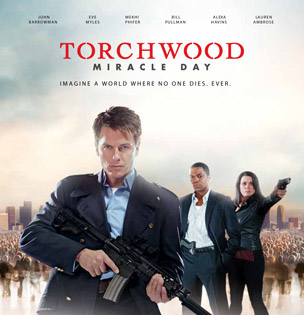 JOHN EVE MEKHI BILL ALEXA LAUREN
BARROWMAN MYLES PHIFER PULLMAN HAVINS AMBROSE
TORCHWOOD
MIRACLE DAY
IMAGINE A WORLD WHERE NO ONE DIES. EVER.